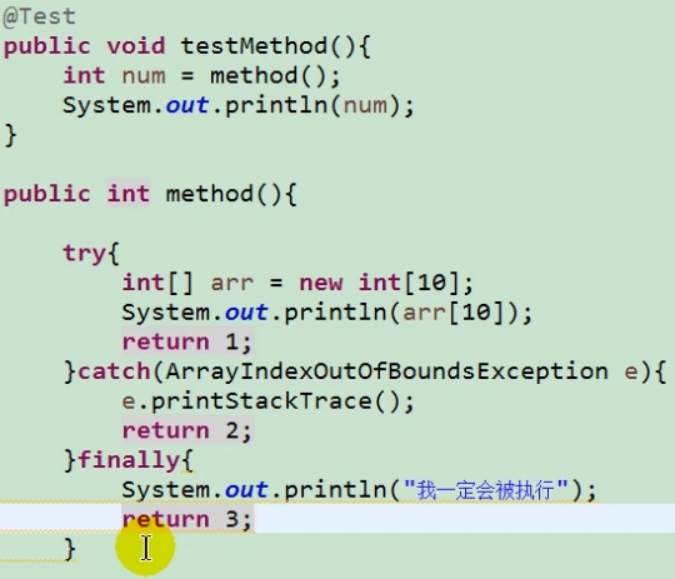 @Test
public void testMethod(){
int num = method();
System.out.println(num);
}
public int method(){
try{
int[] arr = new int[10];
System.out.println(arr[10]);
return 1;
}catch(ArrayIndexOutOfBoundsException e){
e.printStackTrace();
return 2;
}finally{
System.out.println("我一定会被执行");
return 3;
}